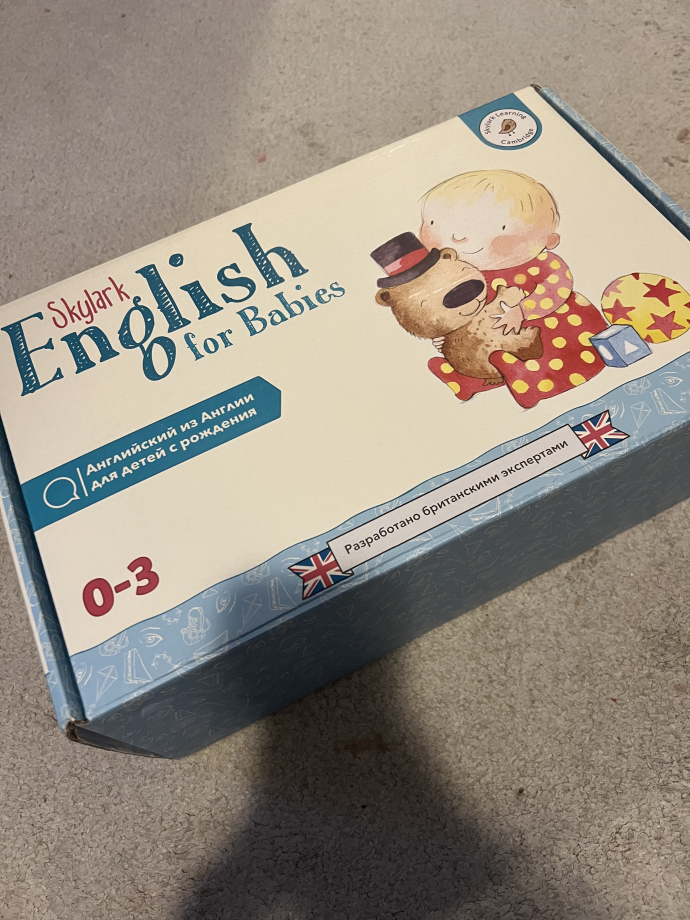 Skylark Learning
Cambridge
Skylark
English
for Babies
Английский из Англии
для детей с рождения
0-3
Разработано британскими экспертами